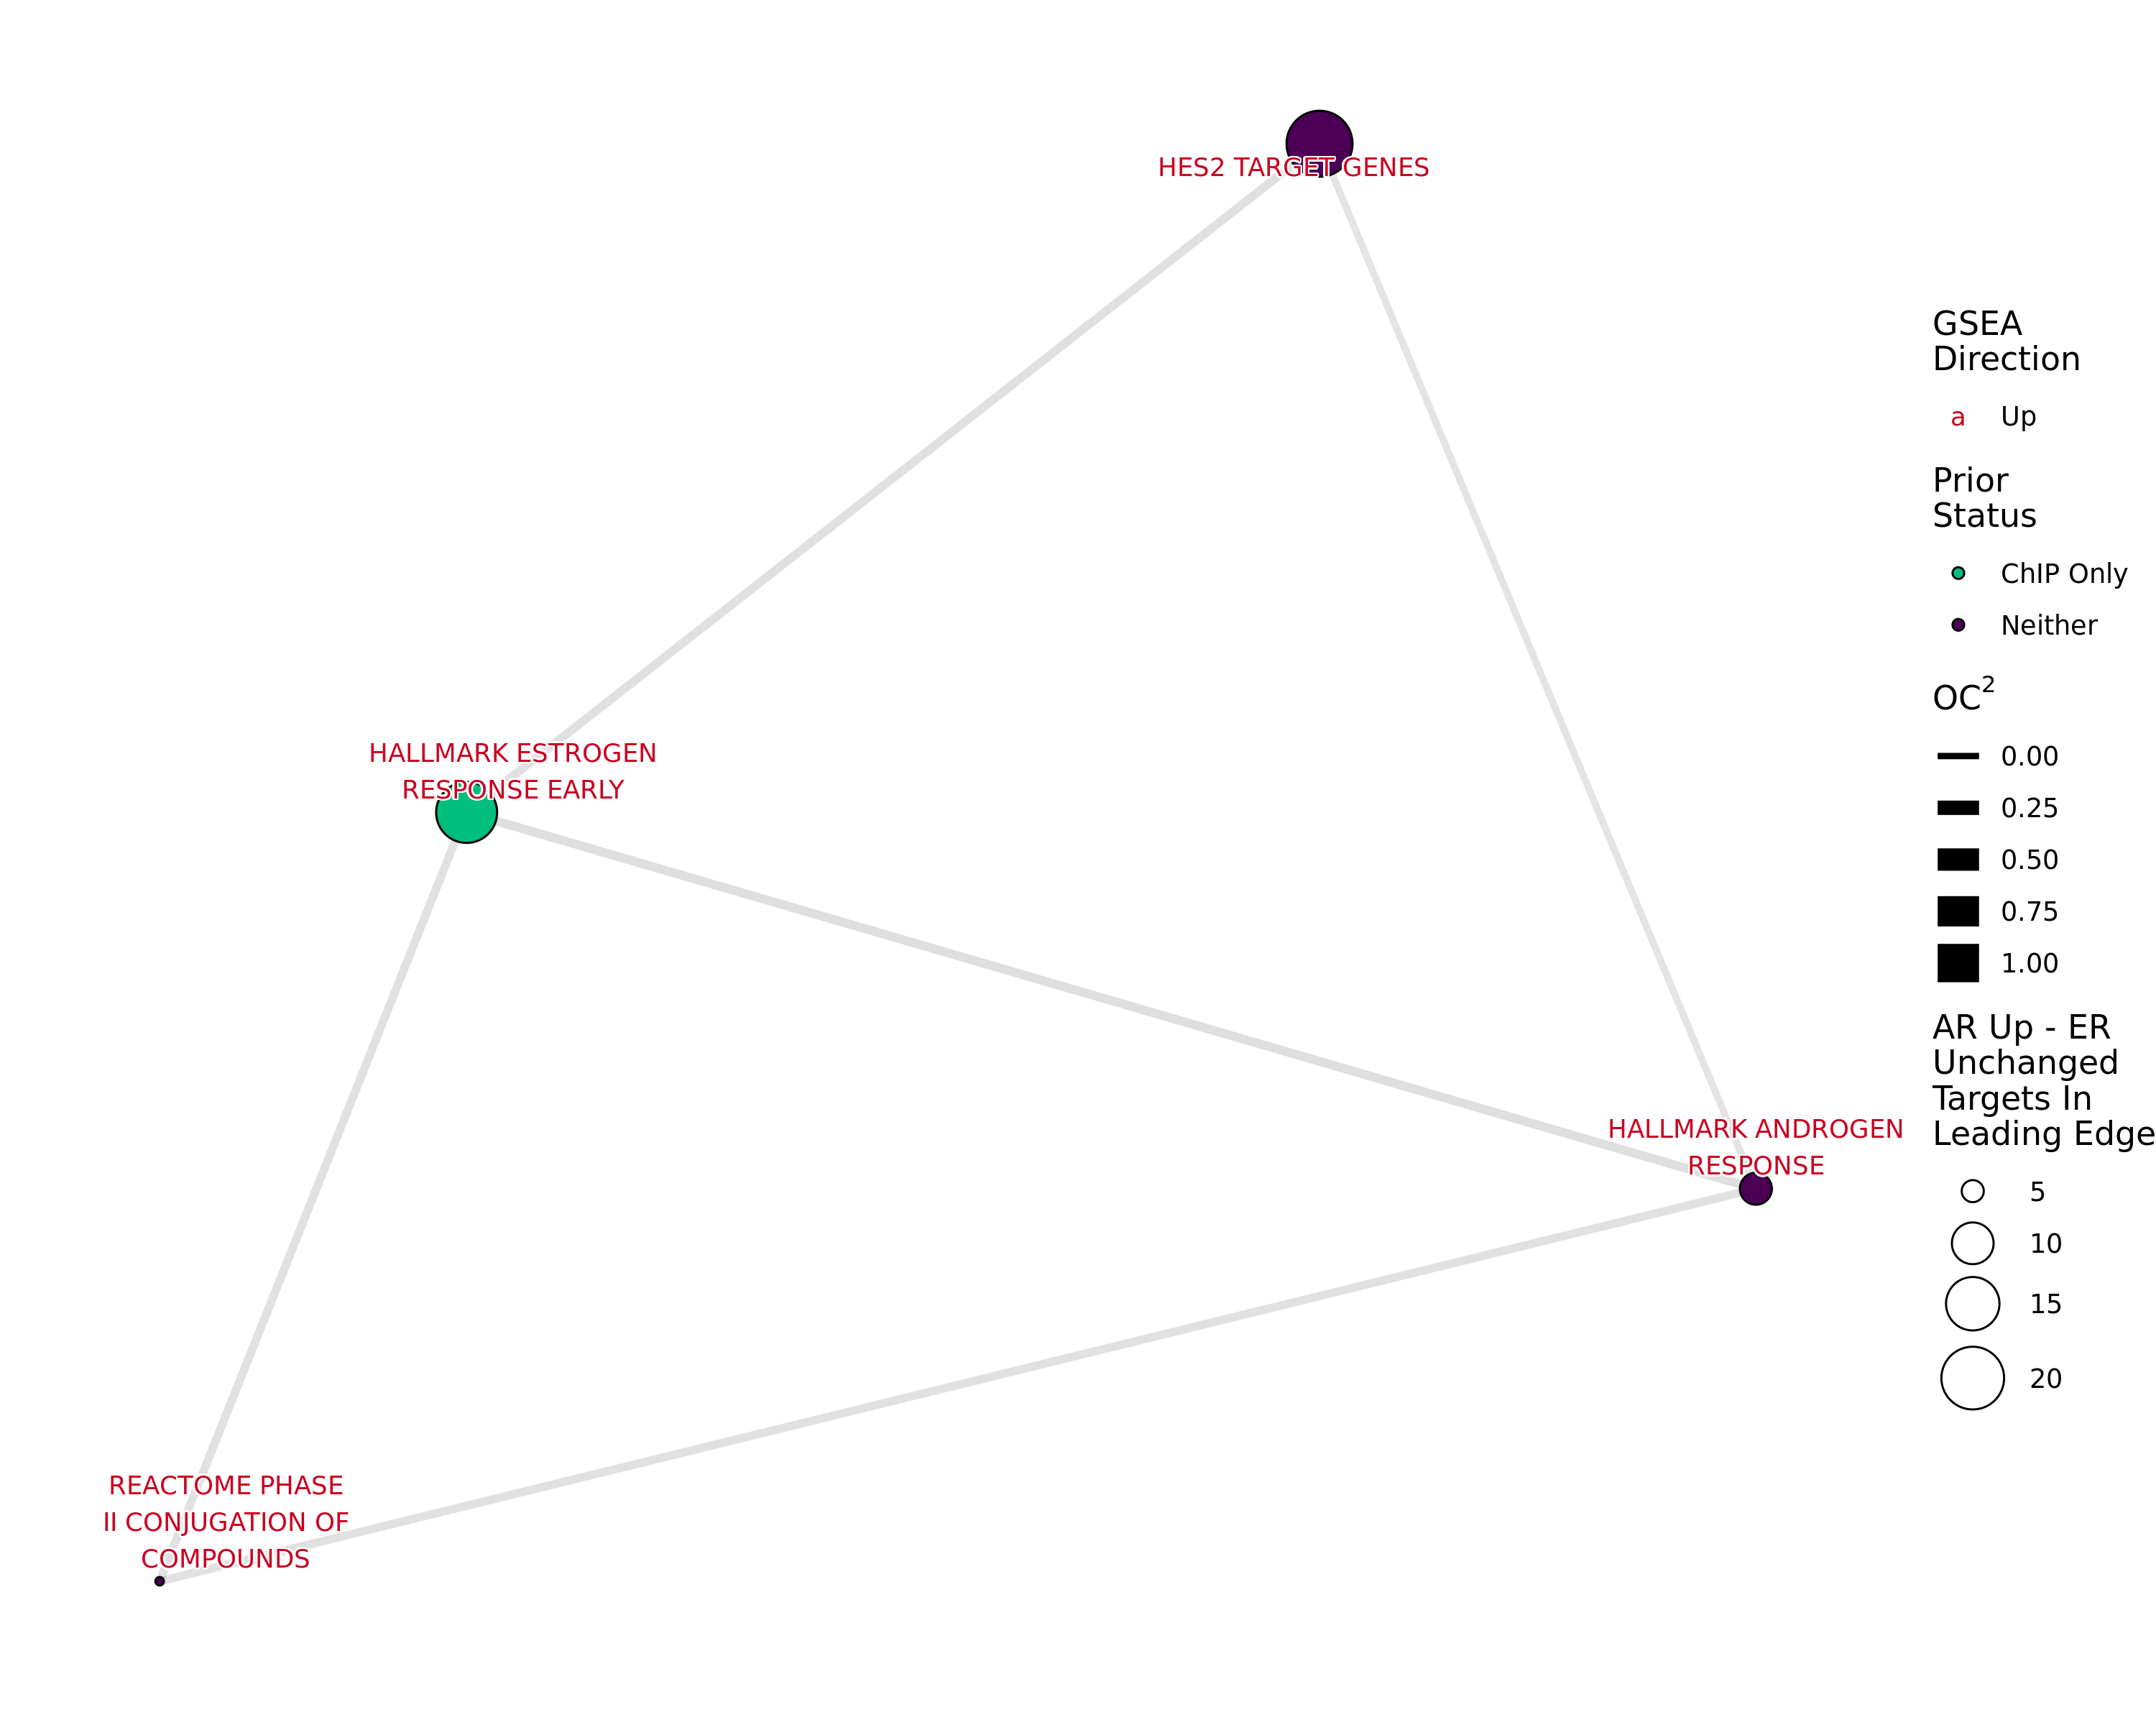 HES2 TARGET GENES
HALLMARK ESTROGEN
RESPONSE EARLY
HALLMARK ANDROGEN
RESPONSE
REACTOME PHASE
II CONJUGATION OF
COMPOUNDS
GSEA
Direction
a Up
Prior
Status
ChIP Only
Neither
OC²
0.00
0.25
0.50
0.75
1.00
AR Up - ER
Unchanged
Targets In
Leading Edge
5
10
15
20